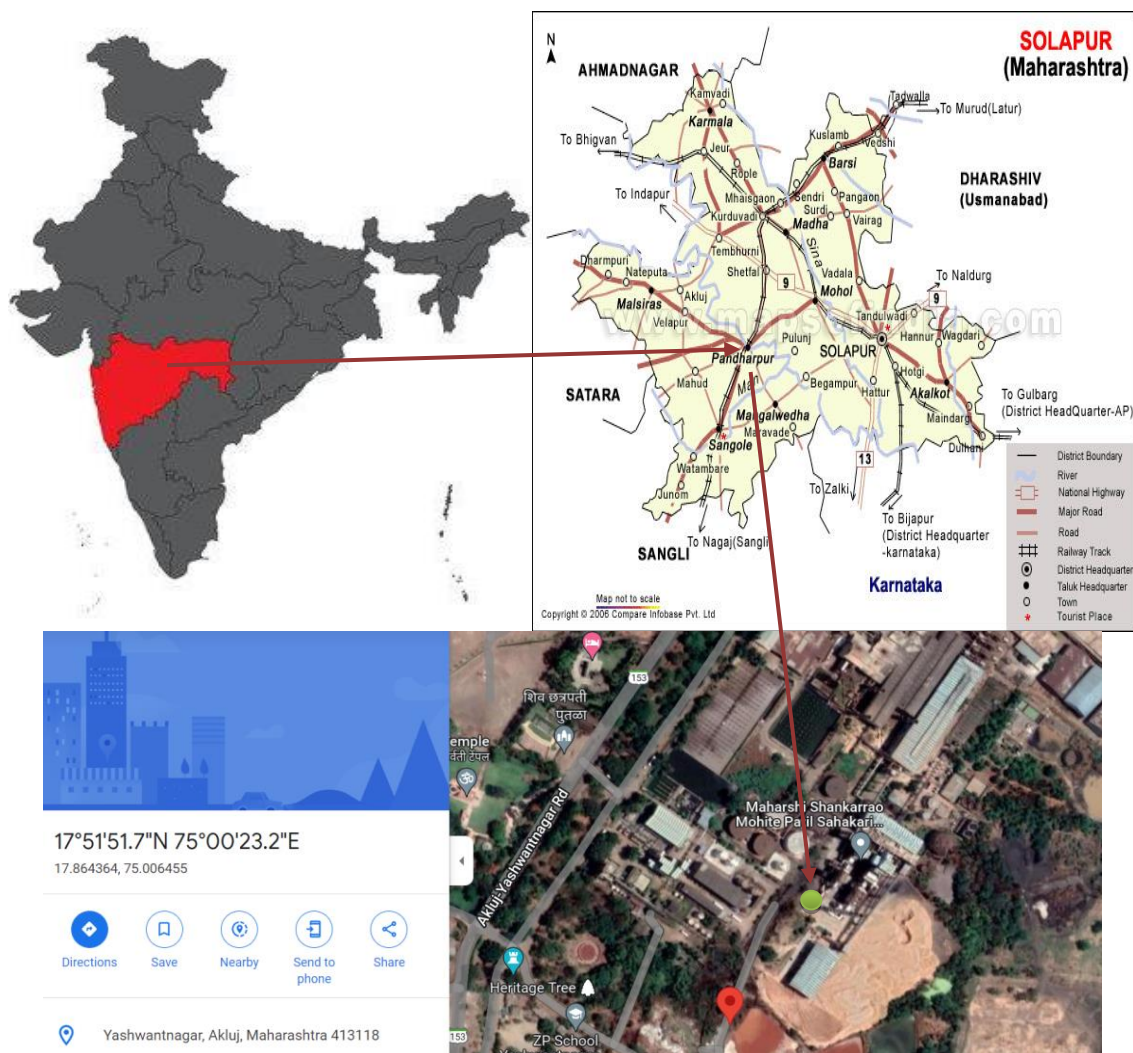 SOLAPUR
(Maharashtra)
N
AHMADNAGAR
Kamvadi
Karmala
Tadwalla
To Murud(Latur)
Kuslamb
Vedshi
To Bhigvan
Jeur
Barsi
Rople
DHARASHIV
(Usmanabad)
To Indapur
Mhaisgaon
Sendri
Pangaon
Kurduvadi
Surdi
Madha
Vairag
Sina
Tembhurni
Dharmpuri
Nateputa
Shetfal
Vadala
To Naldurg
Akluj
9
Mohol
9
Malsiras
Tandulwadi
Velapur
Hannur
Wagdari
Pulunj
SOLAPUR
Pandharpur
Hotgi
Mahud
Man
Begampur
Hattur
Akalkot
SATARA
To Gulbarg
(District HeadQuarter-AP)
Mangalwedha
Maindargi
Maravade
Sangole
Dulhani
13
Watambare
To Zalki
Junom
To Bijapur
(District Headquarter
-karnataka)
To Nagaj(Sangli)
SANGLI
Karnataka
District Boundary
River
National Highway
Major Road
Road
Railway Track
District Headquarter
Taluk Headquarter
Town
Tourist Place
Map not to scale
Copyright © 2006 Compare Infobase Pvt. Ltd
17°51'51.7"N 75°00'23.2"E
17.864364, 75.006455
Directions
Save
Nearby
Send to
phone
Share
Yashwantnagar, Akluj, Maharashtra 413118
153
शिव छत्रपती
पुतळा
Maharshi Shankarrao
Mohite Patil Sahakari...
Akluj-Yashwantnagar Rd
Heritage Tree
153
ZP School